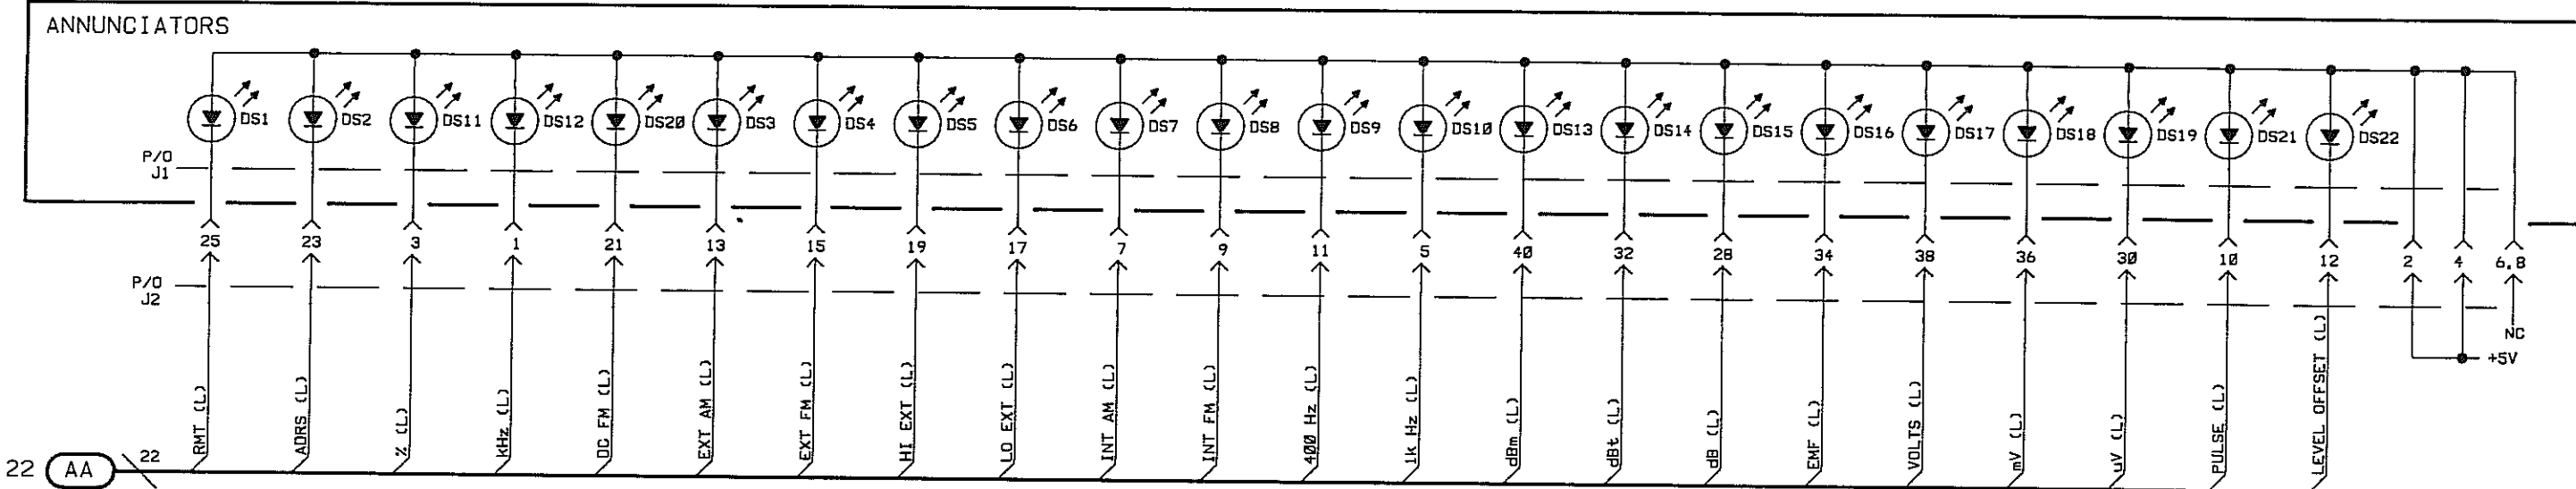 ANNUNCIATORS
DS1 DS2 DS11 DS12 DS20 DS3 DS4 DS5 DS6 DS7 DS8 DS9 DS10 DS13 DS14 DS15 DS16 DS17 DS18 DS19 DS21 DS22
P/O
J1
25 23 3 1 21 13 15 19 17 7 9 11 5 40 32 28 34 38 36 30 10 12 2 4 6,8
P/O
J2
NC
+5V
RMT (L)
ADRS (L)
% (L)
kHz (L)
DC FM (L)
EXT AM (L)
EXT FM (L)
HI EXT (L)
LO EXT (L)
INT AM (L)
INT FM (L)
400 Hz (L)
1k Hz (L)
dBm (L)
dBt (L)
dB (L)
EMF (L)
VOLTS (L)
mV (L)
uV (L)
PULSE (L)
LEVEL OFFSET (L)
22 AA 22